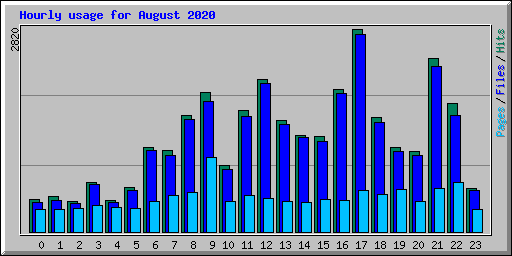 Hourly usage for August 2020
2820
Pages/Files/Hits
0 1 2 3 4 5 6 7 8 9 10 11 12 13 14 15 16 17 18 19 20 21 22 23